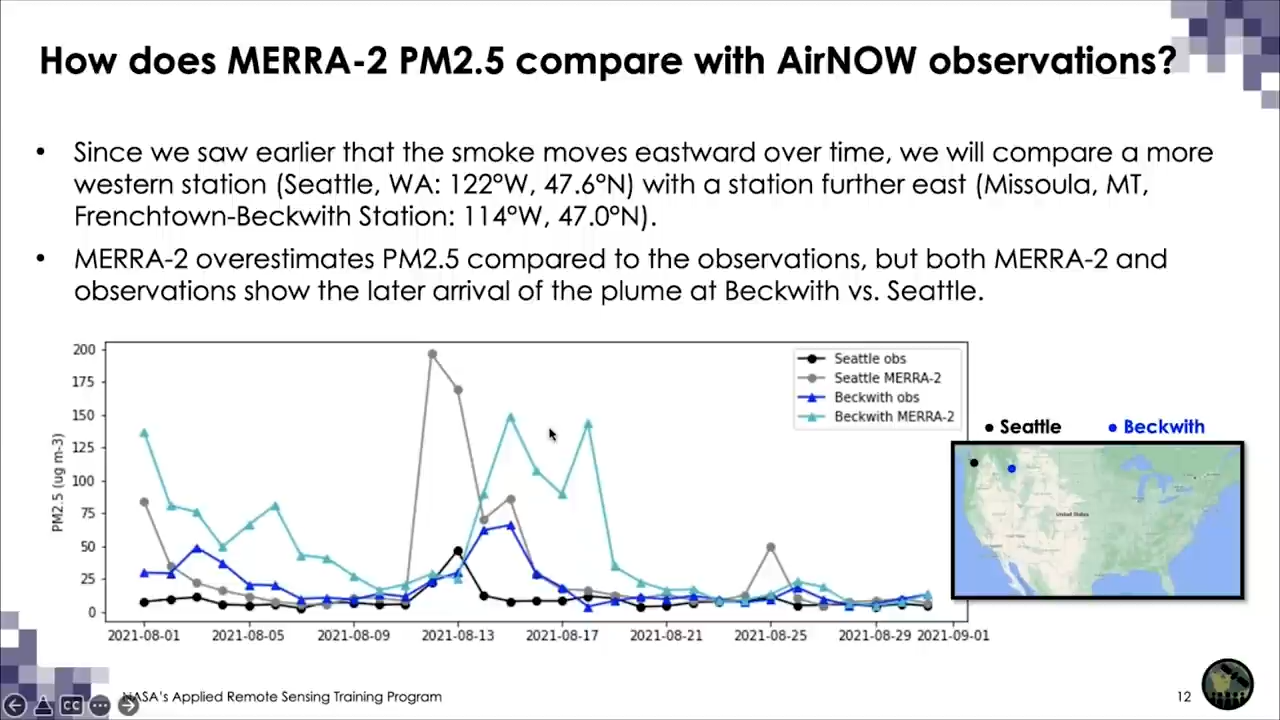 How does MERRA-2 PM2.5 compare with AirNOW observations?
• Since we saw earlier that the smoke moves eastward over time, we will compare a more
western station (Seattle, WA: 122°W, 47.6°N) with a station further east (Missoula, MT,
Frenchtown-Beckwith Station: 114°W, 47.0°N).
• MERRA-2 overestimates PM2.5 compared to the observations, but both MERRA-2 and
observations show the later arrival of the plume at Beckwith vs. Seattle.
200
175
150
125
100
75
50
25
0
PM2.5 (ug m-3)
Seattle obs
Seattle MERRA-2
Beckwith obs
Beckwith MERRA-2
2021-08-01 2021-08-05 2021-08-09 2021-08-13 2021-08-17 2021-08-21 2021-08-25 2021-08-29 2021-09-01
Seattle Beckwith
United States
CC
NASA's Applied Remote Sensing Training Program
12